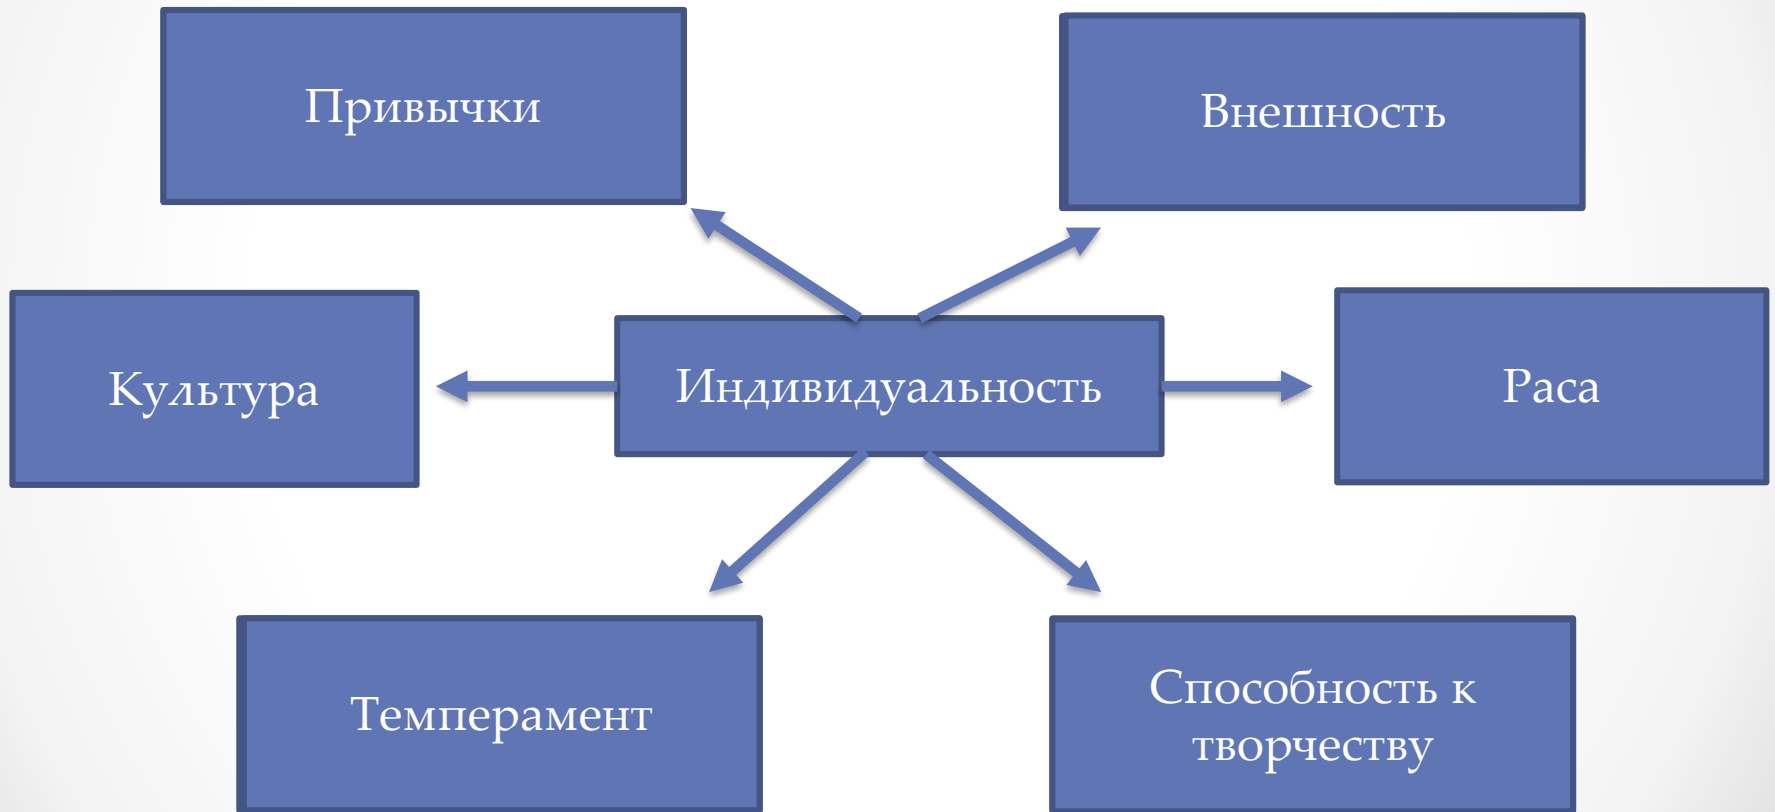 Привычки
Внешность
Культура
Индивидуальность
Раса
Темперамент
Способность к
творчеству